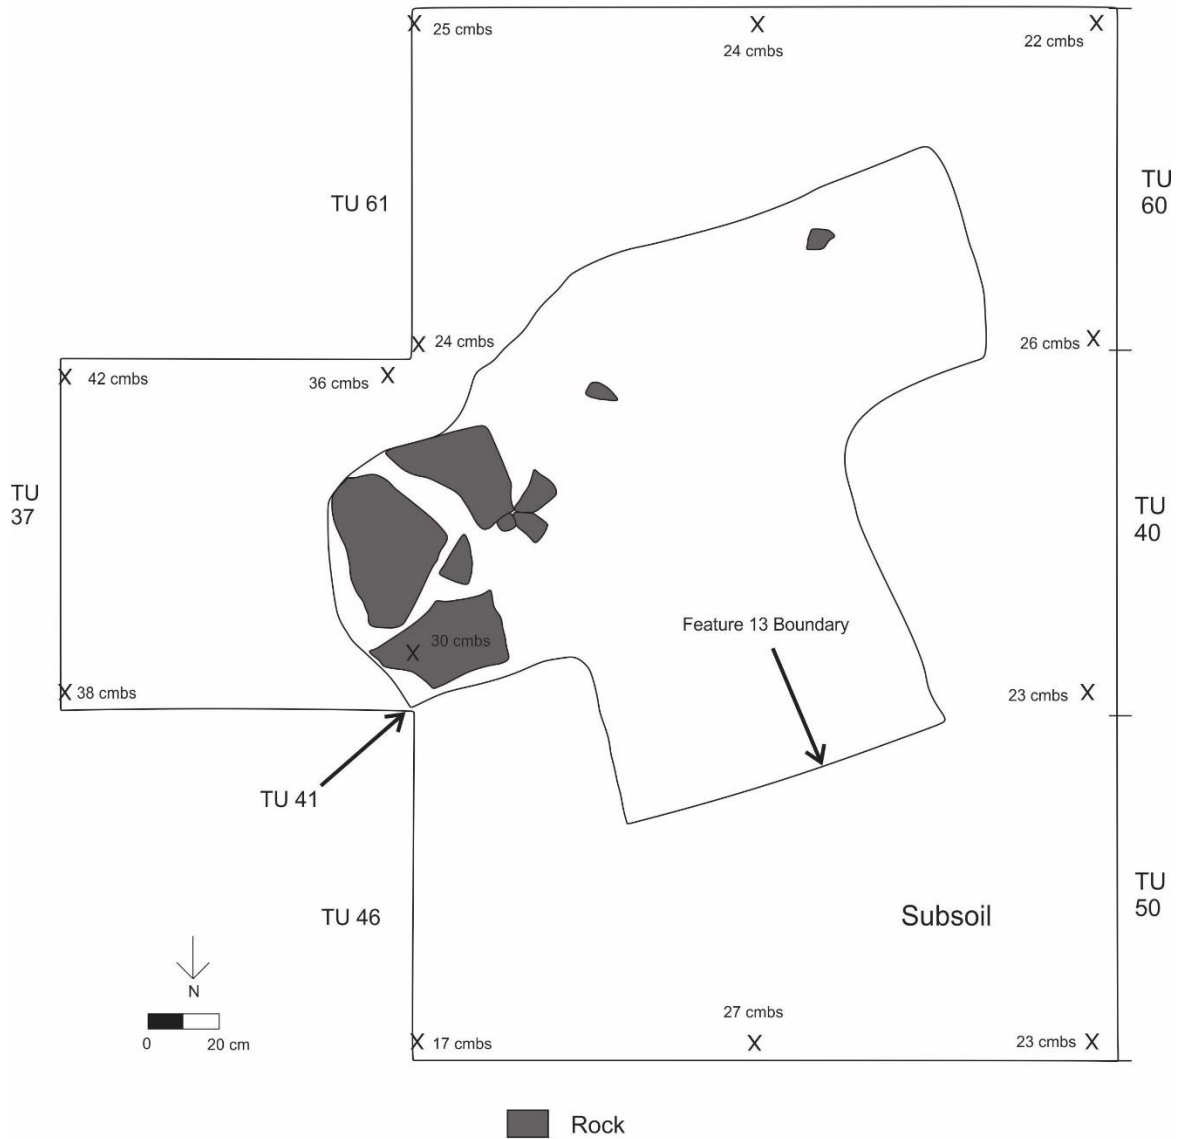 X 25 cmbs
X
24 cmbs
X
22 cmbs
TU 61
TU
60
X 24 cmbs
X
26 cmbs
X 42 cmbs
36 cmbs X
TU
37
TU
40
Feature 13 Boundary
X 30 cmbs
X 38 cmbs
23 cmbs X
TU 41
TU
50
TU 46
Subsoil
N
0 20 cm
27 cmbs
X 17 cmbs
X
23 cmbs X
Rock